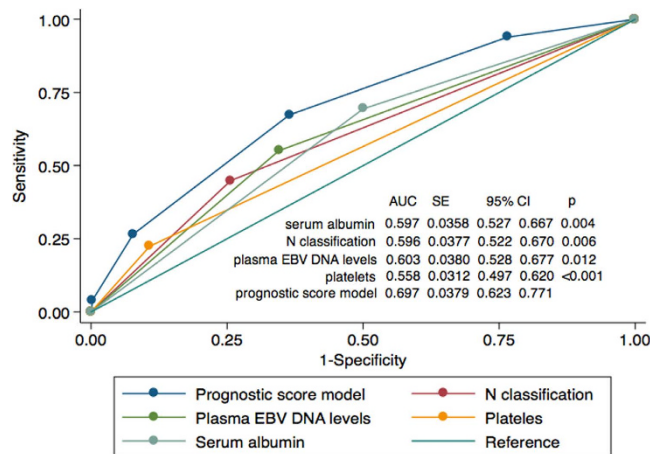 1.00
0.75
0.50
0.25
0.00
Sensitivity
AUC SE 95% CI p
serum albumin 0.597 0.0358 0.527 0.667 0.004
N classification 0.596 0.0377 0.522 0.670 0.006
plasma EBV DNA levels 0.603 0.0380 0.528 0.677 0.012
platelets 0.558 0.0312 0.497 0.620 <0.001
prognostic score model 0.697 0.0379 0.623 0.771
0.00 0.25 0.50 0.75 1.00
1-Specificity
Prognostic score model N classification
Plasma EBV DNA levels Plateles
Serum albumin Reference